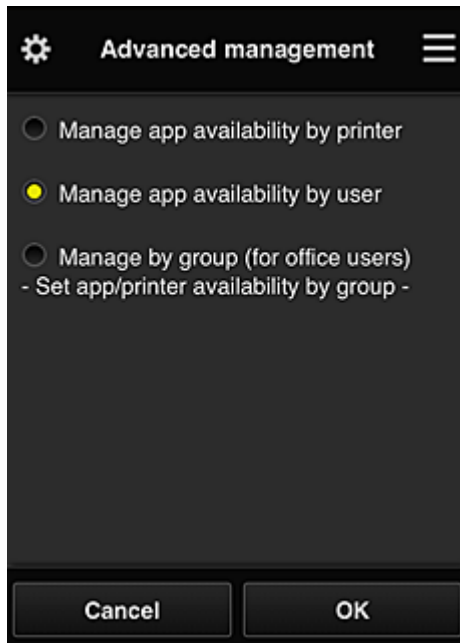 Advanced management
Manage app availability by printer
Manage app availability by user
Manage by group (for office users)
- Set app/printer availability by group -
Cancel
OK